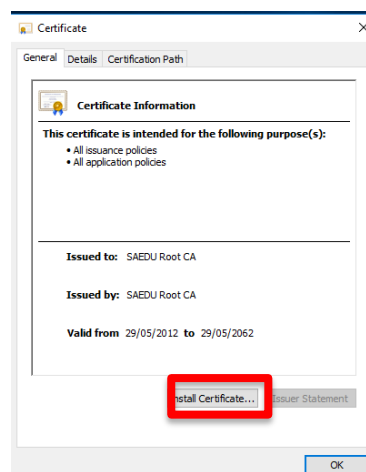 Certificate
General Details Certification Path
Certificate Information
This certificate is intended for the following purpose(s):
• All issuance policies
• All application policies
Issued to: SAEDU Root CA
Issued by: SAEDU Root CA
Valid from 29/05/2012 to 29/05/2062
nstall Certificate... Issuer Statement
OK